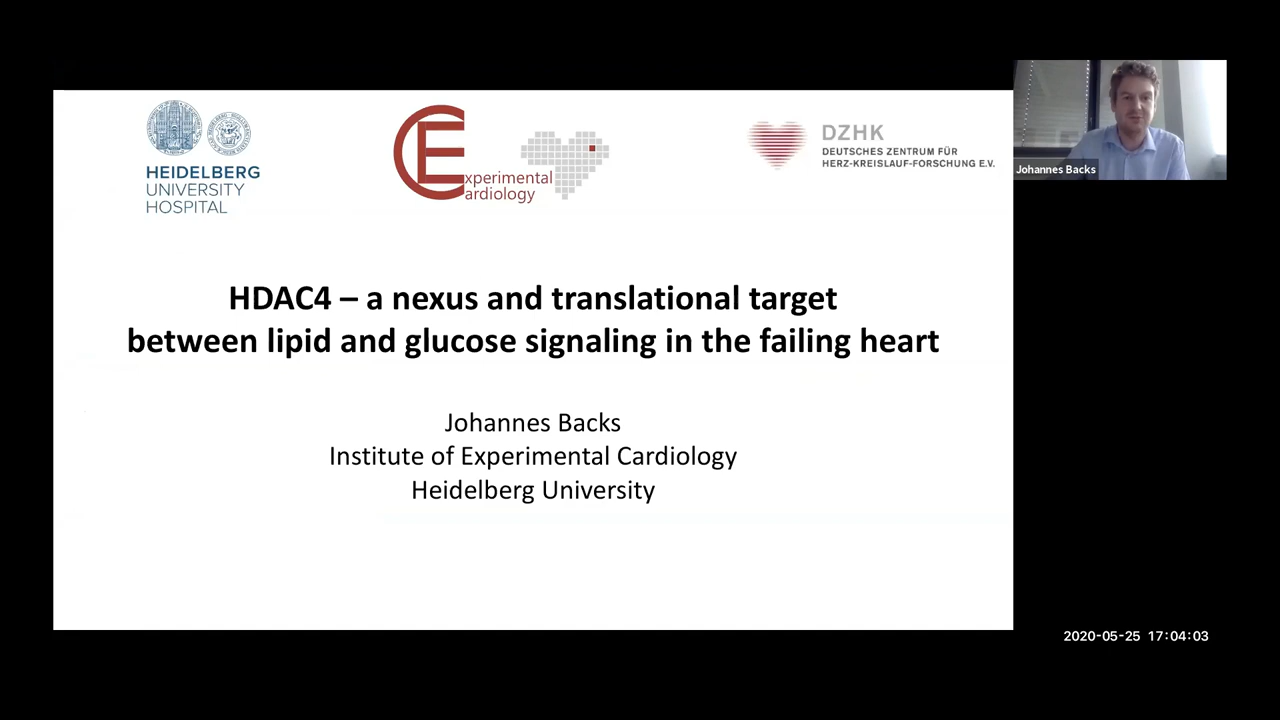 HEIDELBERG
UNIVERSITY
HOSPITAL
CE
xperimental
ardiology
DZHK
DEUTSCHES ZENTRUM FÜR
HERZ-KREISLAUF-FORSCHUNG E.V.
Johannes Backs
HDAC4 – a nexus and translational target
between lipid and glucose signaling in the failing heart
Johannes Backs
Institute of Experimental Cardiology
Heidelberg University
2020-05-25 17:04:03